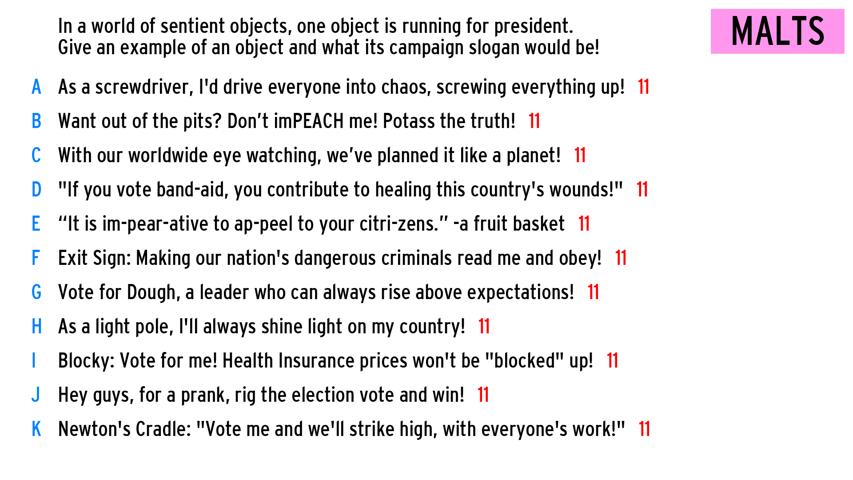 In a world of sentient objects, one object is running for president.
Give an example of an object and what its campaign slogan would be!
MALTS
A As a screwdriver, I'd drive everyone into chaos, screwing everything up! 11
B Want out of the pits? Don’t imPEACH me! Potass the truth! 11
C With our worldwide eye watching, we’ve planned it like a planet! 11
D "If you vote band-aid, you contribute to healing this country's wounds!" 11
E “It is im-pear-ative to ap-peel to your citri-zens.” -a fruit basket 11
F Exit Sign: Making our nation's dangerous criminals read me and obey! 11
G Vote for Dough, a leader who can always rise above expectations! 11
H As a light pole, I'll always shine light on my country! 11
I Blocky: Vote for me! Health Insurance prices won't be "blocked" up! 11
J Hey guys, for a prank, rig the election vote and win! 11
K Newton's Cradle: "Vote me and we'll strike high, with everyone's work!" 11